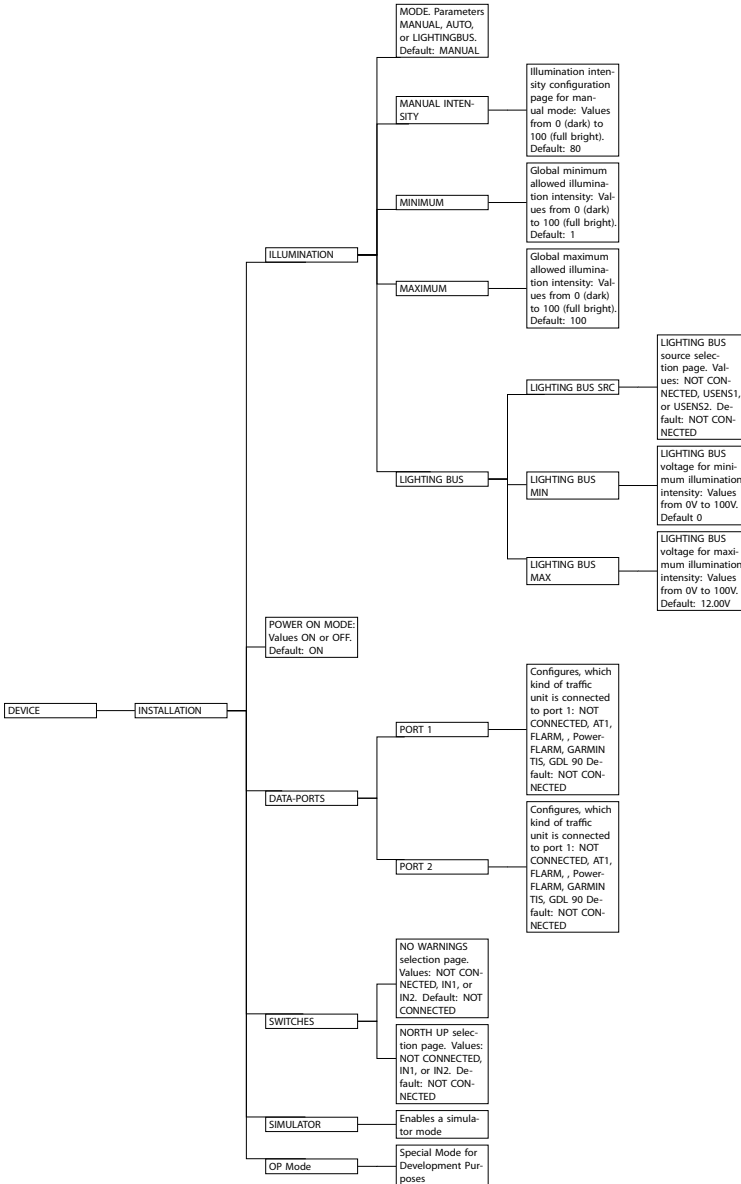 MODE. Parameters
MANUAL, AUTO,
or LIGHTINGBUS.
Default: MANUAL
MANUAL INTEN-
SITY
Illumination inten-
sity configuration
page for man-
ual mode: Values
from 0 (dark) to
100 (full bright).
Default: 80
MINIMUM
Global minimum
allowed illumina-
tion intensity: Val-
ues from 0 (dark)
to 100 (full bright).
Default: 1
ILLUMINATION
MAXIMUM
Global maximum
allowed illumina-
tion intensity: Val-
ues from 0 (dark)
to 100 (full bright).
Default: 100
LIGHTING BUS
LIGHTING BUS SRC
LIGHTING BUS
source selec-
tion page. Val-
ues: NOT CON-
NECTED, USENS1,
or USENS2. De-
fault: NOT CON-
NECTED
LIGHTING BUS
MIN
LIGHTING BUS
voltage for mini-
mum illumination
intensity: Values
from 0V to 100V.
Default 0
LIGHTING BUS
MAX
LIGHTING BUS
voltage for maxi-
mum illumination
intensity: Values
from 0V to 100V.
Default: 12.00V
POWER ON MODE:
Values ON or OFF.
Default: ON
DEVICE
INSTALLATION
DATA-PORTS
PORT 1
Configures, which
kind of traffic
unit is connected
to port 1: NOT
CONNECTED, AT1,
FLARM, , Power-
FLARM, GARMIN
TIS, GDL 90 De-
fault: NOT CON-
NECTED
PORT 2
Configures, which
kind of traffic
unit is connected
to port 1: NOT
CONNECTED, AT1,
FLARM, , Power-
FLARM, GARMIN
TIS, GDL 90 De-
fault: NOT CON-
NECTED
SWITCHES
NO WARNINGS
selection page.
Values: NOT CON-
NECTED, IN1, or
IN2. Default: NOT
CONNECTED
NORTH UP selec-
tion page. Values:
NOT CONNECTED,
IN1, or IN2. De-
fault: NOT CON-
NECTED
SIMULATOR
Enables a simula-
tor mode
OP Mode
Special Mode for
Development Pur-
poses